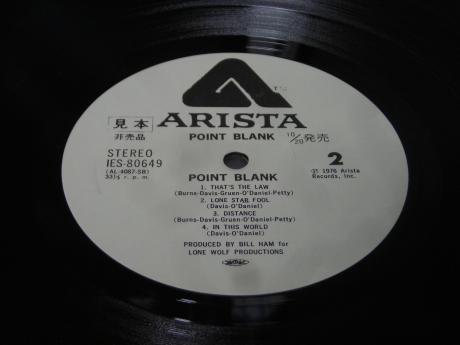 [見本]
非売品
ARISTA
POINT BLANK
10/20発売
STEREO
IES-80649
(AL-4087-SB)
33⅓ r. p. m.
2
Ⓟ 1976 Arista
Records, Inc.
POINT BLANK
1. THAT'S THE LAW
(Burns-Davis-Gruen-O'Daniel-Petty)
2. LONE STAR FOOL
(Davis-O'Daniel)
3. DISTANCE
(Burns-Davis-Gruen-O'Daniel-Petty)
4. IN THIS WORLD
(Davis-O'Daniel)
PRODUCED BY BILL HAM for
LONE WOLF PRODUCTIONS